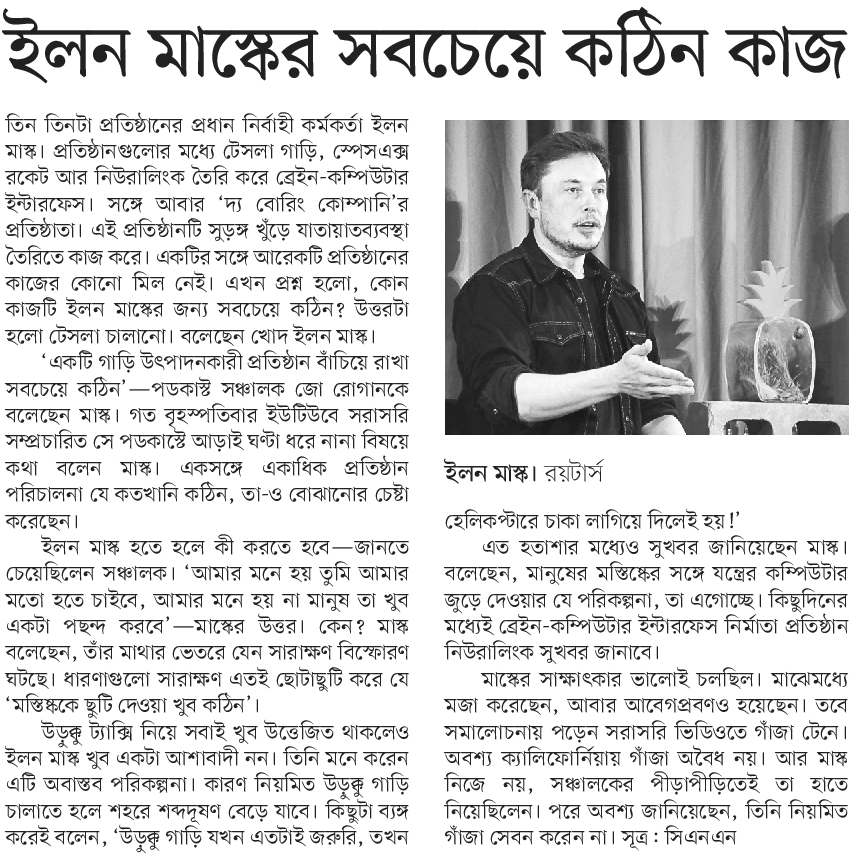 ইলন মাস্কের সবচেয়ে কঠিন কাজ
তিন তিনটা প্রতিষ্ঠানের প্রধান নির্বাহী কর্মকর্তা ইলন
মাস্ক। প্রতিষ্ঠানগুলোর মধ্যে টেসলা গাড়ি, স্পেসএক্স
রকেট আর নিউরালিংক তৈরি করে ব্রেইন-কম্পিউটার
ইন্টারফেস। সঙ্গে আবার ‘দ্য বোরিং কোম্পানি’র
প্রতিষ্ঠাতা। এই প্রতিষ্ঠানটি সুড়ঙ্গ খুঁড়ে যাতায়াতব্যবস্থা
তৈরিতে কাজ করে। একটির সঙ্গে আরেকটি প্রতিষ্ঠানের
কাজের কোনো মিল নেই। এখন প্রশ্ন হলো, কোন
কাজটি ইলন মাস্কের জন্য সবচেয়ে কঠিন? উত্তরটা
হলো টেসলা চালানো। বলেছেন খোদ ইলন মাস্ক।
‘একটি গাড়ি উৎপাদনকারী প্রতিষ্ঠান বাঁচিয়ে রাখা
সবচেয়ে কঠিন’—পডকাস্ট সঞ্চালক জো রোগানকে
বলেছেন মাস্ক। গত বৃহস্পতিবার ইউটিউবে সরাসরি
সম্প্রচারিত সে পডকাস্টে আড়াই ঘণ্টা ধরে নানা বিষয়ে
কথা বলেন মাস্ক। একসঙ্গে একাধিক প্রতিষ্ঠান
পরিচালনা যে কতখানি কঠিন, তা-ও বোঝানোর চেষ্টা
করেছেন।
ইলন মাস্ক হতে হলে কী করতে হবে—জানতে
চেয়েছিলেন সঞ্চালক। ‘আমার মনে হয় তুমি আমার
মতো হতে চাইবে, আমার মনে হয় না মানুষ তা খুব
একটা পছন্দ করবে’—মাস্কের উত্তর। কেন? মাস্ক
বলেছেন, তাঁর মাথার ভেতরে যেন সারাক্ষণ বিস্ফোরণ
ঘটছে। ধারণাগুলো সারাক্ষণ এতই ছোটাছুটি করে যে
‘মস্তিষ্ককে ছুটি দেওয়া খুব কঠিন’।
উড়ুক্কু ট্যাক্সি নিয়ে সবাই খুব উত্তেজিত থাকলেও
ইলন মাস্ক খুব একটা আশাবাদী নন। তিনি মনে করেন
এটি অবাস্তব পরিকল্পনা। কারণ নিয়মিত উড়ুক্কু গাড়ি
চালাতে হলে শহরে শব্দদূষণ বেড়ে যাবে। কিছুটা ব্যঙ্গ
করেই বলেন, ‘উড়ুক্কু গাড়ি যখন এতটাই জরুরি, তখন
ইলন মাস্ক। রয়টার্স
হেলিকপ্টারে চাকা লাগিয়ে দিলেই হয়!’
এত হতাশার মধ্যেও সুখবর জানিয়েছেন মাস্ক।
বলেছেন, মানুষের মস্তিষ্কের সঙ্গে যন্ত্রের কম্পিউটার
জুড়ে দেওয়ার যে পরিকল্পনা, তা এগোচ্ছে। কিছুদিনের
মধ্যেই ব্রেইন-কম্পিউটার ইন্টারফেস নির্মাতা প্রতিষ্ঠান
নিউরালিংক সুখবর জানাবে।
মাস্কের সাক্ষাৎকার ভালোই চলছিল। মাঝেমধ্যে
মজা করেছেন, আবার আবেগপ্রবণও হয়েছেন। তবে
সমালোচনায় পড়েন সরাসরি ভিডিওতে গাঁজা টেনে।
অবশ্য ক্যালিফোর্নিয়ায় গাঁজা অবৈধ নয়। আর মাস্ক
নিজে নয়, সঞ্চালকের পীড়াপীড়িতেই তা হাতে
নিয়েছিলেন। পরে অবশ্য জানিয়েছেন, তিনি নিয়মিত
গাঁজা সেবন করেন না। সূত্র : সিএনএন